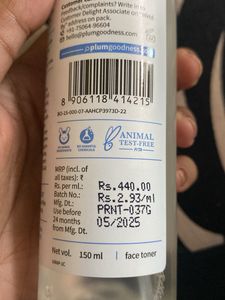 Feedback/complaints? Write in to
Customer Delight Associate on
address on pack.
+91-75064-96604
hello@plumgoodness.com
plumgoodness.com
8 906118 414215
BO-15-000-07-AAHCP3973D-22
ANIMAL
TEST-FREE
MRP (incl. of
all taxes): ₹ Rs.440.00
Rs. per ml.: Rs.2.93/ml
Batch No.: PRNT-037G
Mfg. Dt.: 05/2025
Use before
24 months
from Mfg. Dt.
Net vol. 150 ml face toner